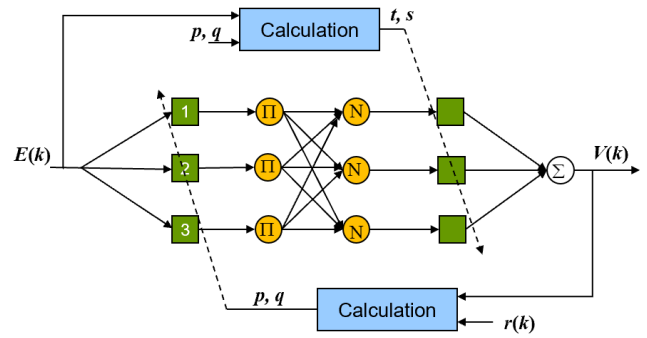 t, s
Calculation
p, q
1
Π
N
E(k)
V(k)
2
Π
N
Σ
3
Π
N
p, q
Calculation
r(k)